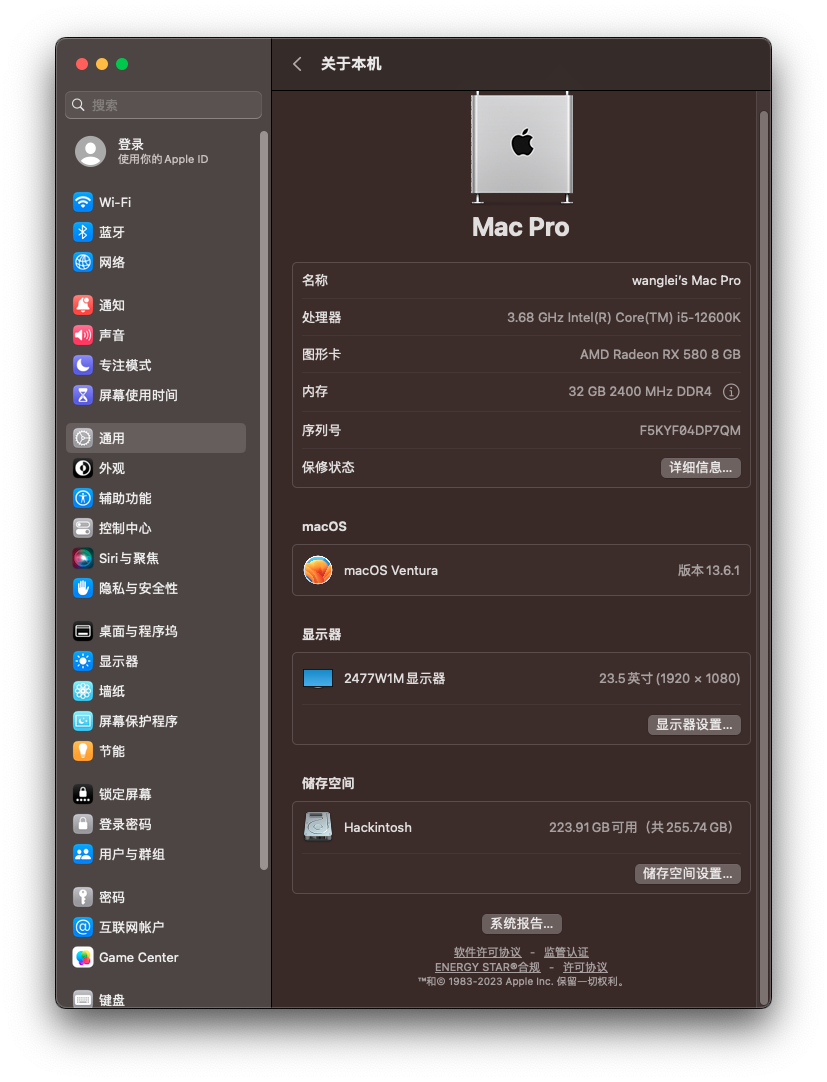 搜索
登录
使用你的 Apple ID
Wi-Fi
蓝牙
网络
通知
声音
专注模式
屏幕使用时间
通用
外观
辅助功能
控制中心
Siri与聚焦
隐私与安全性
桌面与程序坞
显示器
墙纸
屏幕保护程序
节能
锁定屏幕
登录密码
用户与群组
密码
互联网帐户
Game Center
键盘
关于本机
Mac Pro
名称 wanglei's Mac Pro
处理器 3.68 GHz Intel(R) Core(TM) i5-12600K
图形卡 AMD Radeon RX 580 8 GB
内存 32 GB 2400 MHz DDR4
序列号 F5KYF04DP7QM
保修状态 详细信息...
macOS
macOS Ventura 版本 13.6.1
显示器
2477W1M 显示器 23.5 英寸 (1920 × 1080)
显示器设置...
储存空间
Hackintosh 223.91 GB 可用（共 255.74 GB）
储存空间设置...
系统报告...
软件许可协议 - 监管认证
ENERGY STAR®合规 - 许可协议
™和© 1983-2023 Apple Inc. 保留一切权利。